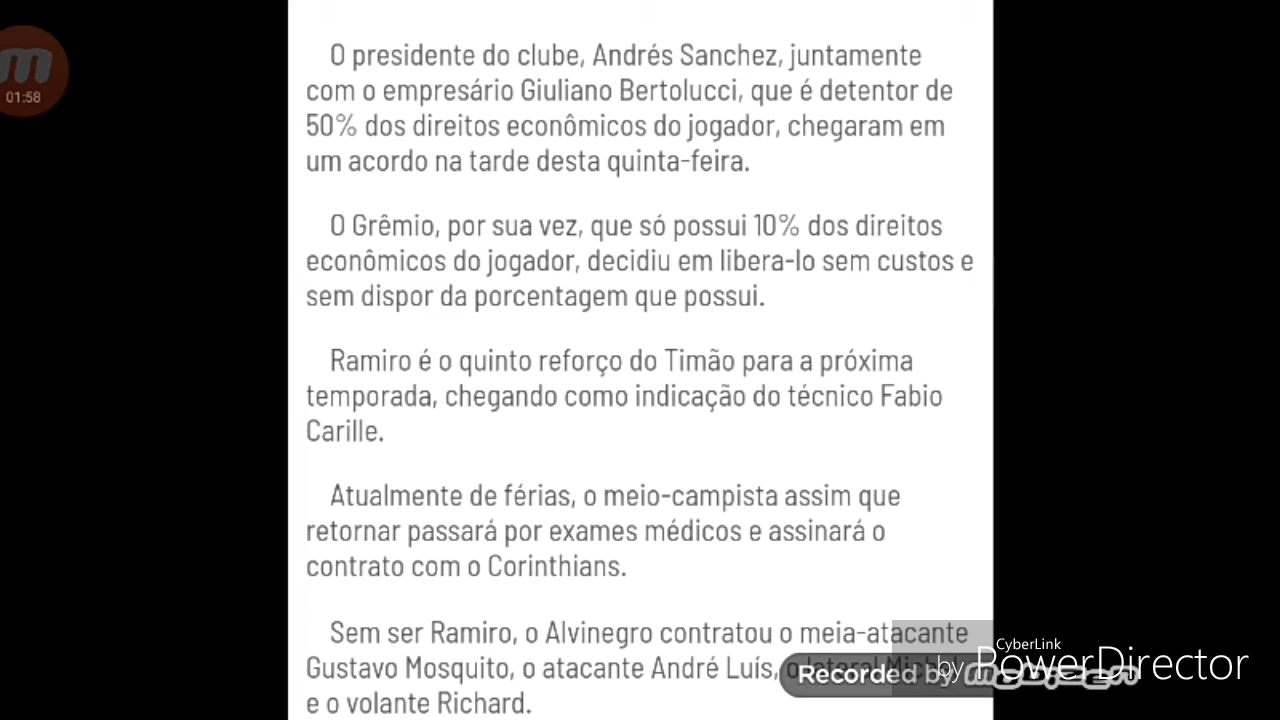 01:58
O presidente do clube, Andrés Sanchez, juntamente
com o empresário Giuliano Bertolucci, que é detentor de
50% dos direitos econômicos do jogador, chegaram em
um acordo na tarde desta quinta-feira.
O Grêmio, por sua vez, que só possui 10% dos direitos
econômicos do jogador, decidiu em libera-lo sem custos e
sem dispor da porcentagem que possui.
Ramiro é o quinto reforço do Timão para a próxima
temporada, chegando como indicação do técnico Fabio
Carille.
Atualmente de férias, o meio-campista assim que
retornar passará por exames médicos e assinará o
contrato com o Corinthians.
Sem ser Ramiro, o Alvinegro contratou o meia-atacante
Gustavo Mosquito, o atacante André Luís, o lateral
e o volante Richard.
Recorded by
CyberLink
by PowerDirector